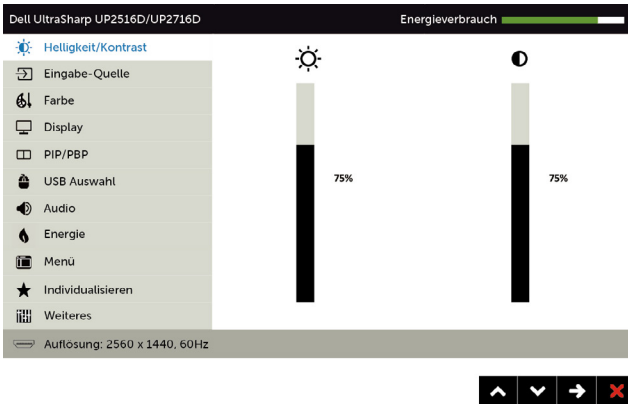 Dell UltraSharp UP2516D/UP2716D
Energieverbrauch
Helligkeit/Kontrast
Eingabe-Quelle
Farbe
Display
PIP/PBP
USB Auswahl
Audio
Energie
Menü
Individualisieren
Weiteres
75%
75%
Auflösung: 2560 x 1440, 60Hz